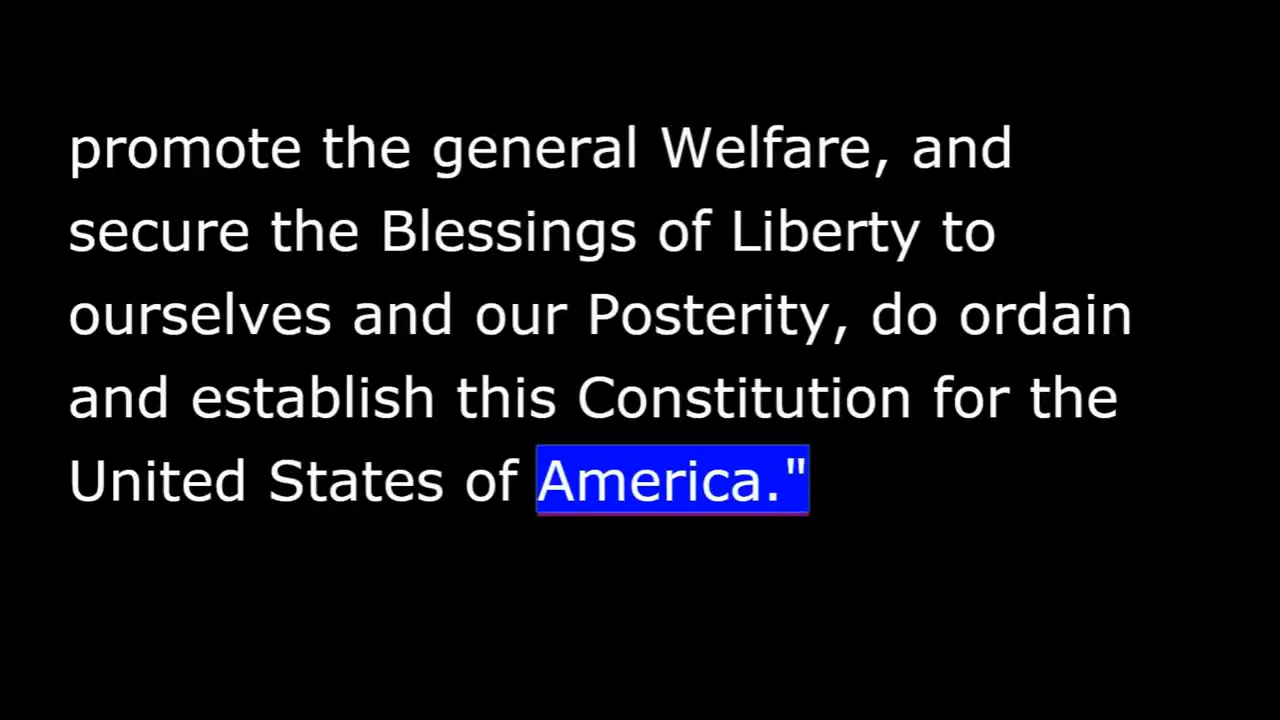 promote the general Welfare, and
secure the Blessings of Liberty to
ourselves and our Posterity, do ordain
and establish this Constitution for the
United States of America."